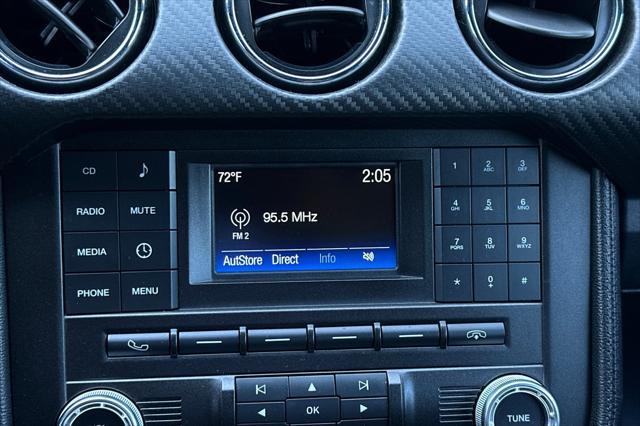 CD
RADIO MUTE
MEDIA
PHONE MENU
72°F 2:05
95.5 MHz
FM 2
AutoStore Direct Info
1 2 ABC 3 DEF
4 GHI 5 JKL 6 MNO
7 PQRS 8 TUV 9 WXYZ
* 0 + #
OK
TUNE